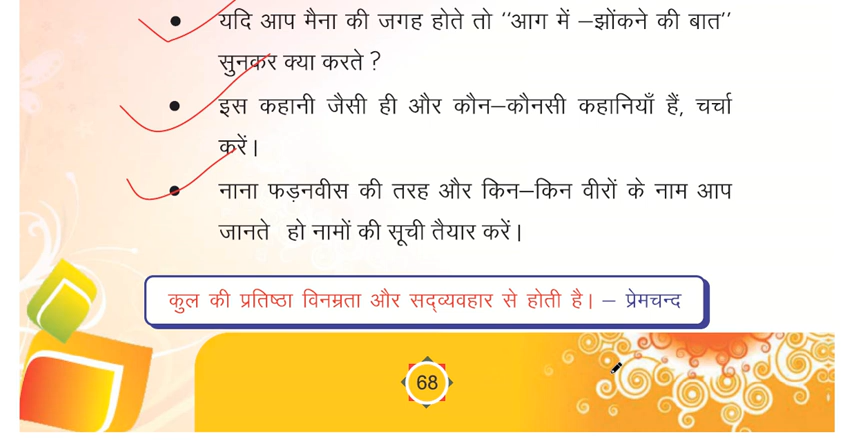 • यदि आप मैना की जगह होते तो "आग में –झोंकने की बात"
सुनकर क्या करते ?
• इस कहानी जैसी ही और कौन–कौनसी कहानियाँ हैं, चर्चा
करें।
• नाना फड़नवीस की तरह और किन–किन वीरों के नाम आप
जानते हो नामों की सूची तैयार करें।
कुल की प्रतिष्ठा विनम्रता और सद्व्यवहार से होती है। – प्रेमचन्द
68